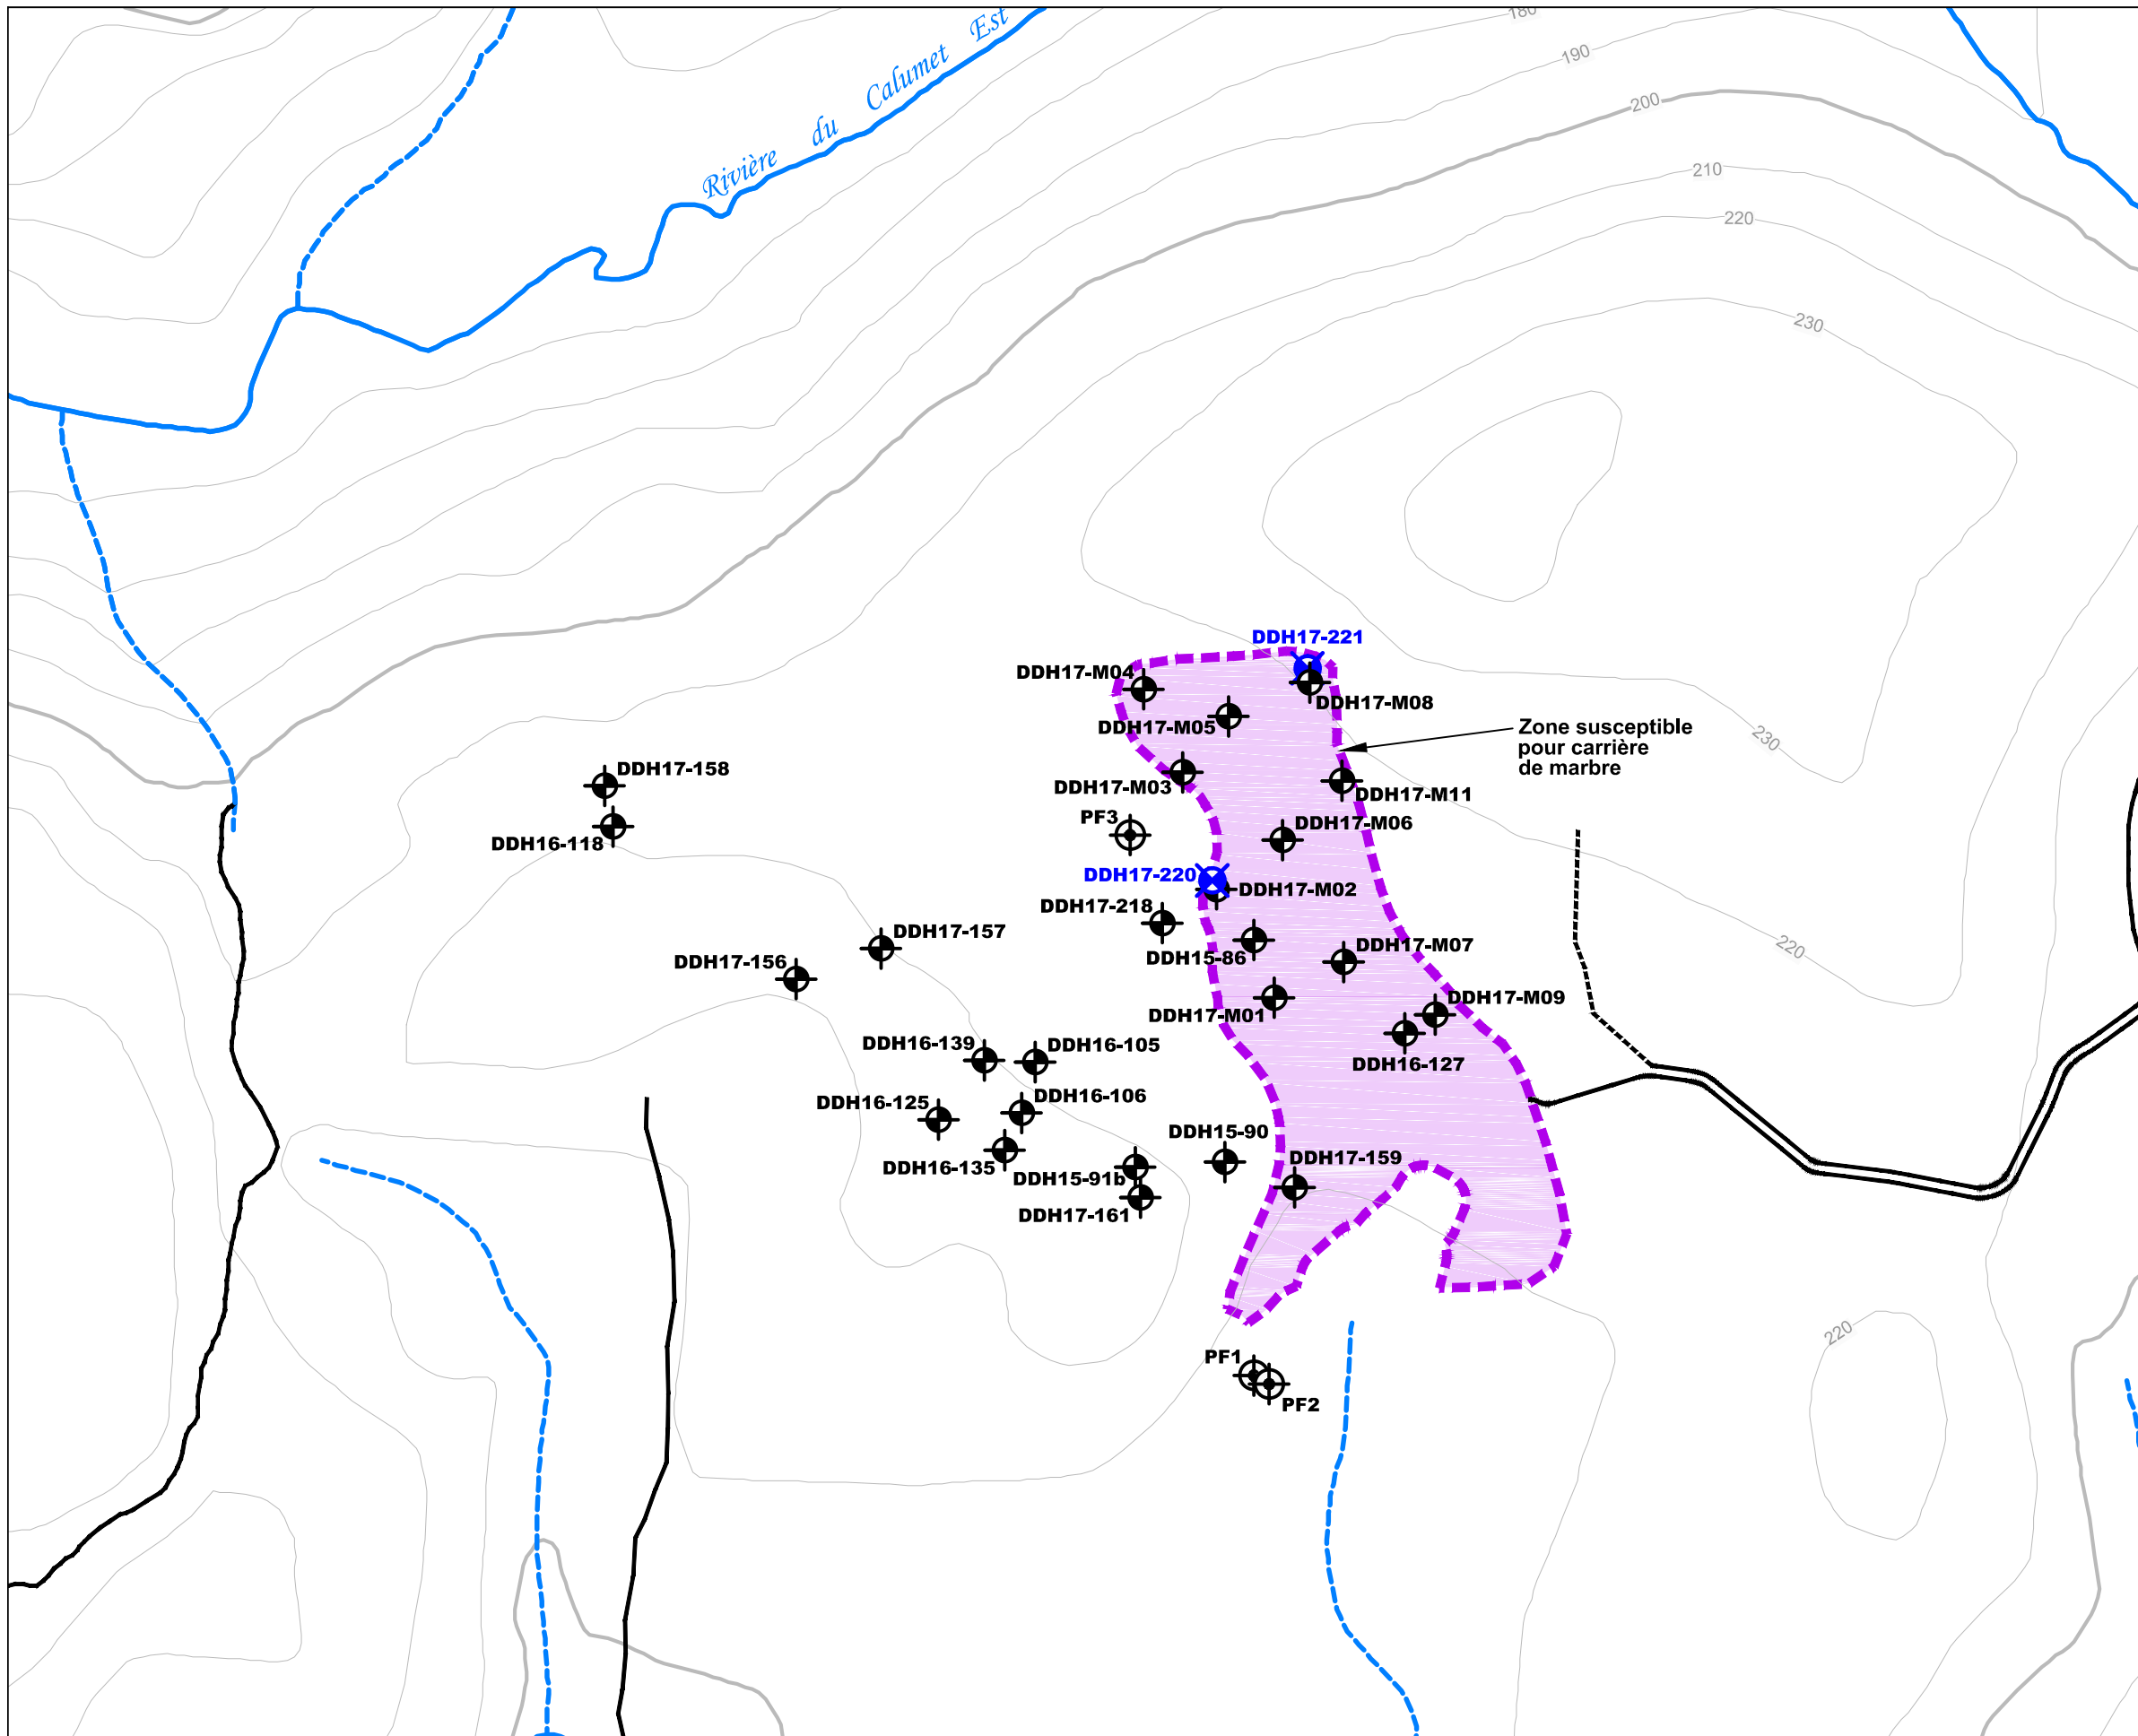 180
190
Rivière du Calumet Est
200
210
220
230
DDH17-221
DDH17-M04
DDH17-M08
DDH17-M05
Zone susceptible
pour carrière
de marbre
230
DDH17-158
DDH17-M03
DDH17-M11
PF3
DDH17-M06
DDH16-118
DDH17-220
DDH17-M02
DDH17-218
DDH17-157
DDH17-M07
220
DDH15-86
DDH17-156
DDH17-M09
DDH17-M01
DDH16-139
DDH16-105
DDH16-127
DDH16-106
DDH16-125
DDH15-90
DDH17-159
DDH16-135
DDH15-91b
DDH17-161
220
PF1
PF2